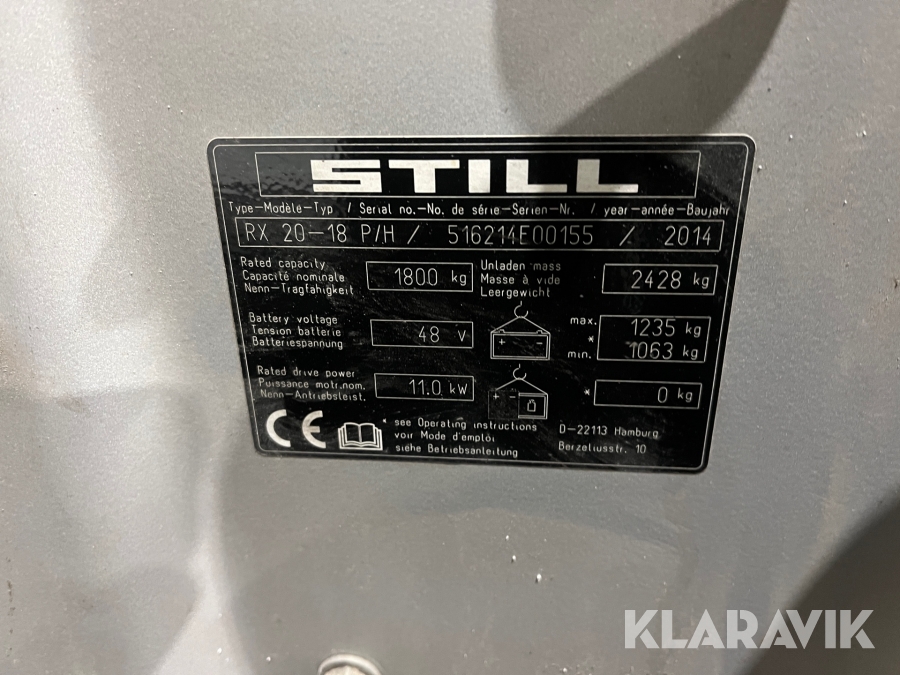 STILL
Type-Modèle-Typ / Serial no.-No. de série-Serien-Nr. / year-année-Baujahr
RX 20-18 P/H / 516214E00155 / 2014
Rated capacity
Capacité nominale
Nenn-Tragfähigkeit
1800 kg
Unladen mass
Masse à vide
Leergewicht
2428 kg
Battery voltage
Tension batterie
Batteriespannung
48 V
+ -
max. 1235 kg
*
min. 1063 kg
Rated drive power
Puissance motr.nom.
Nenn-Antriebsleist.
11.0 kW
+ -
* 0 kg
CE
* see Operating instructions
voir Mode d'emploi
siehe Betriebsanleitung
D-22113 Hamburg
Berzeliusstr. 10
KLARAVIK